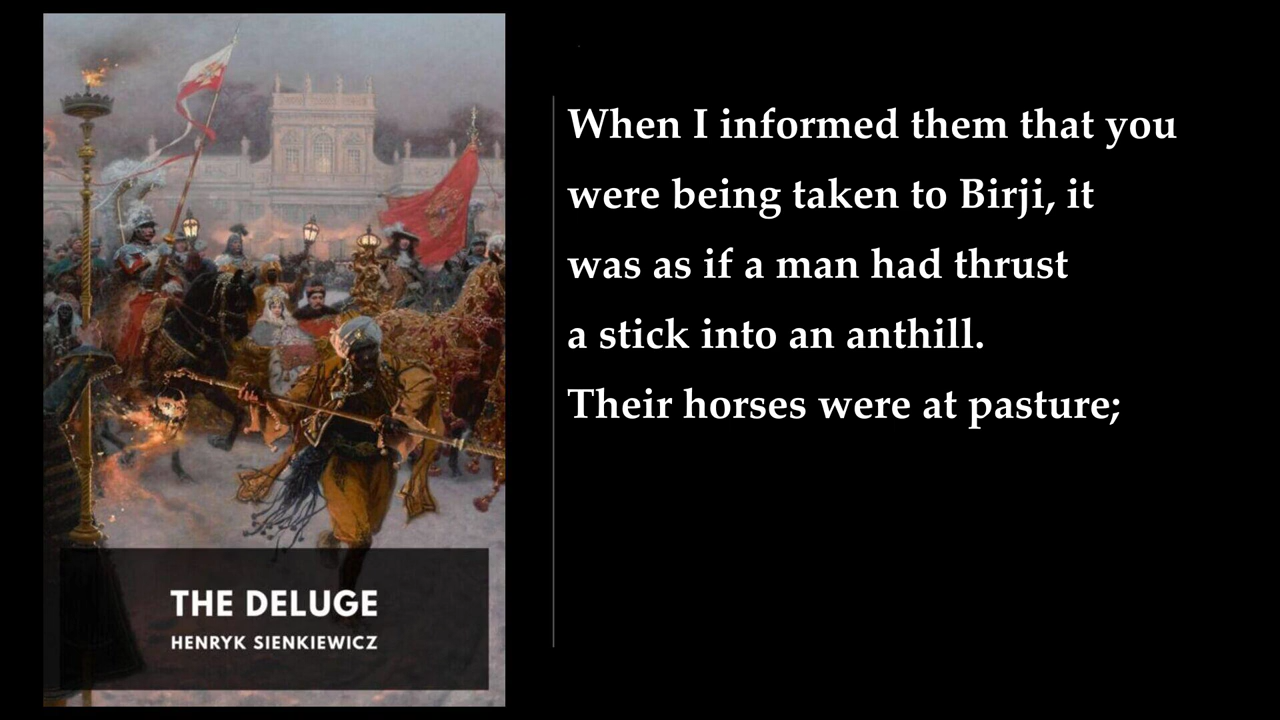 When I informed them that you
were being taken to Birji, it
was as if a man had thrust
a stick into an anthill.
Their horses were at pasture;
THE DELUGE
HENRYK SIENKIEWICZ